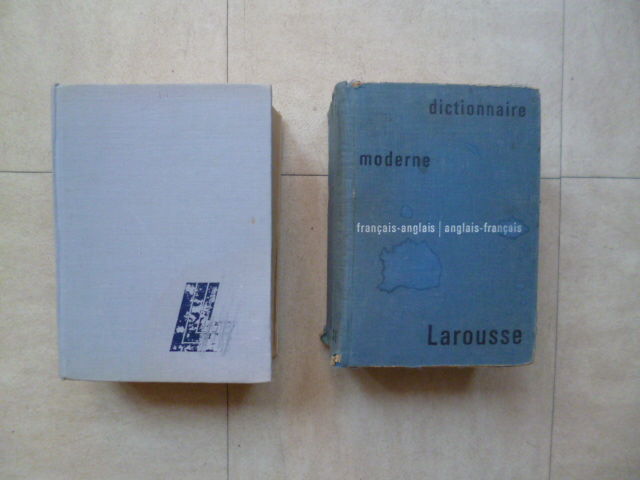 dictionnaire
moderne
français-anglais | anglais-français
Larousse